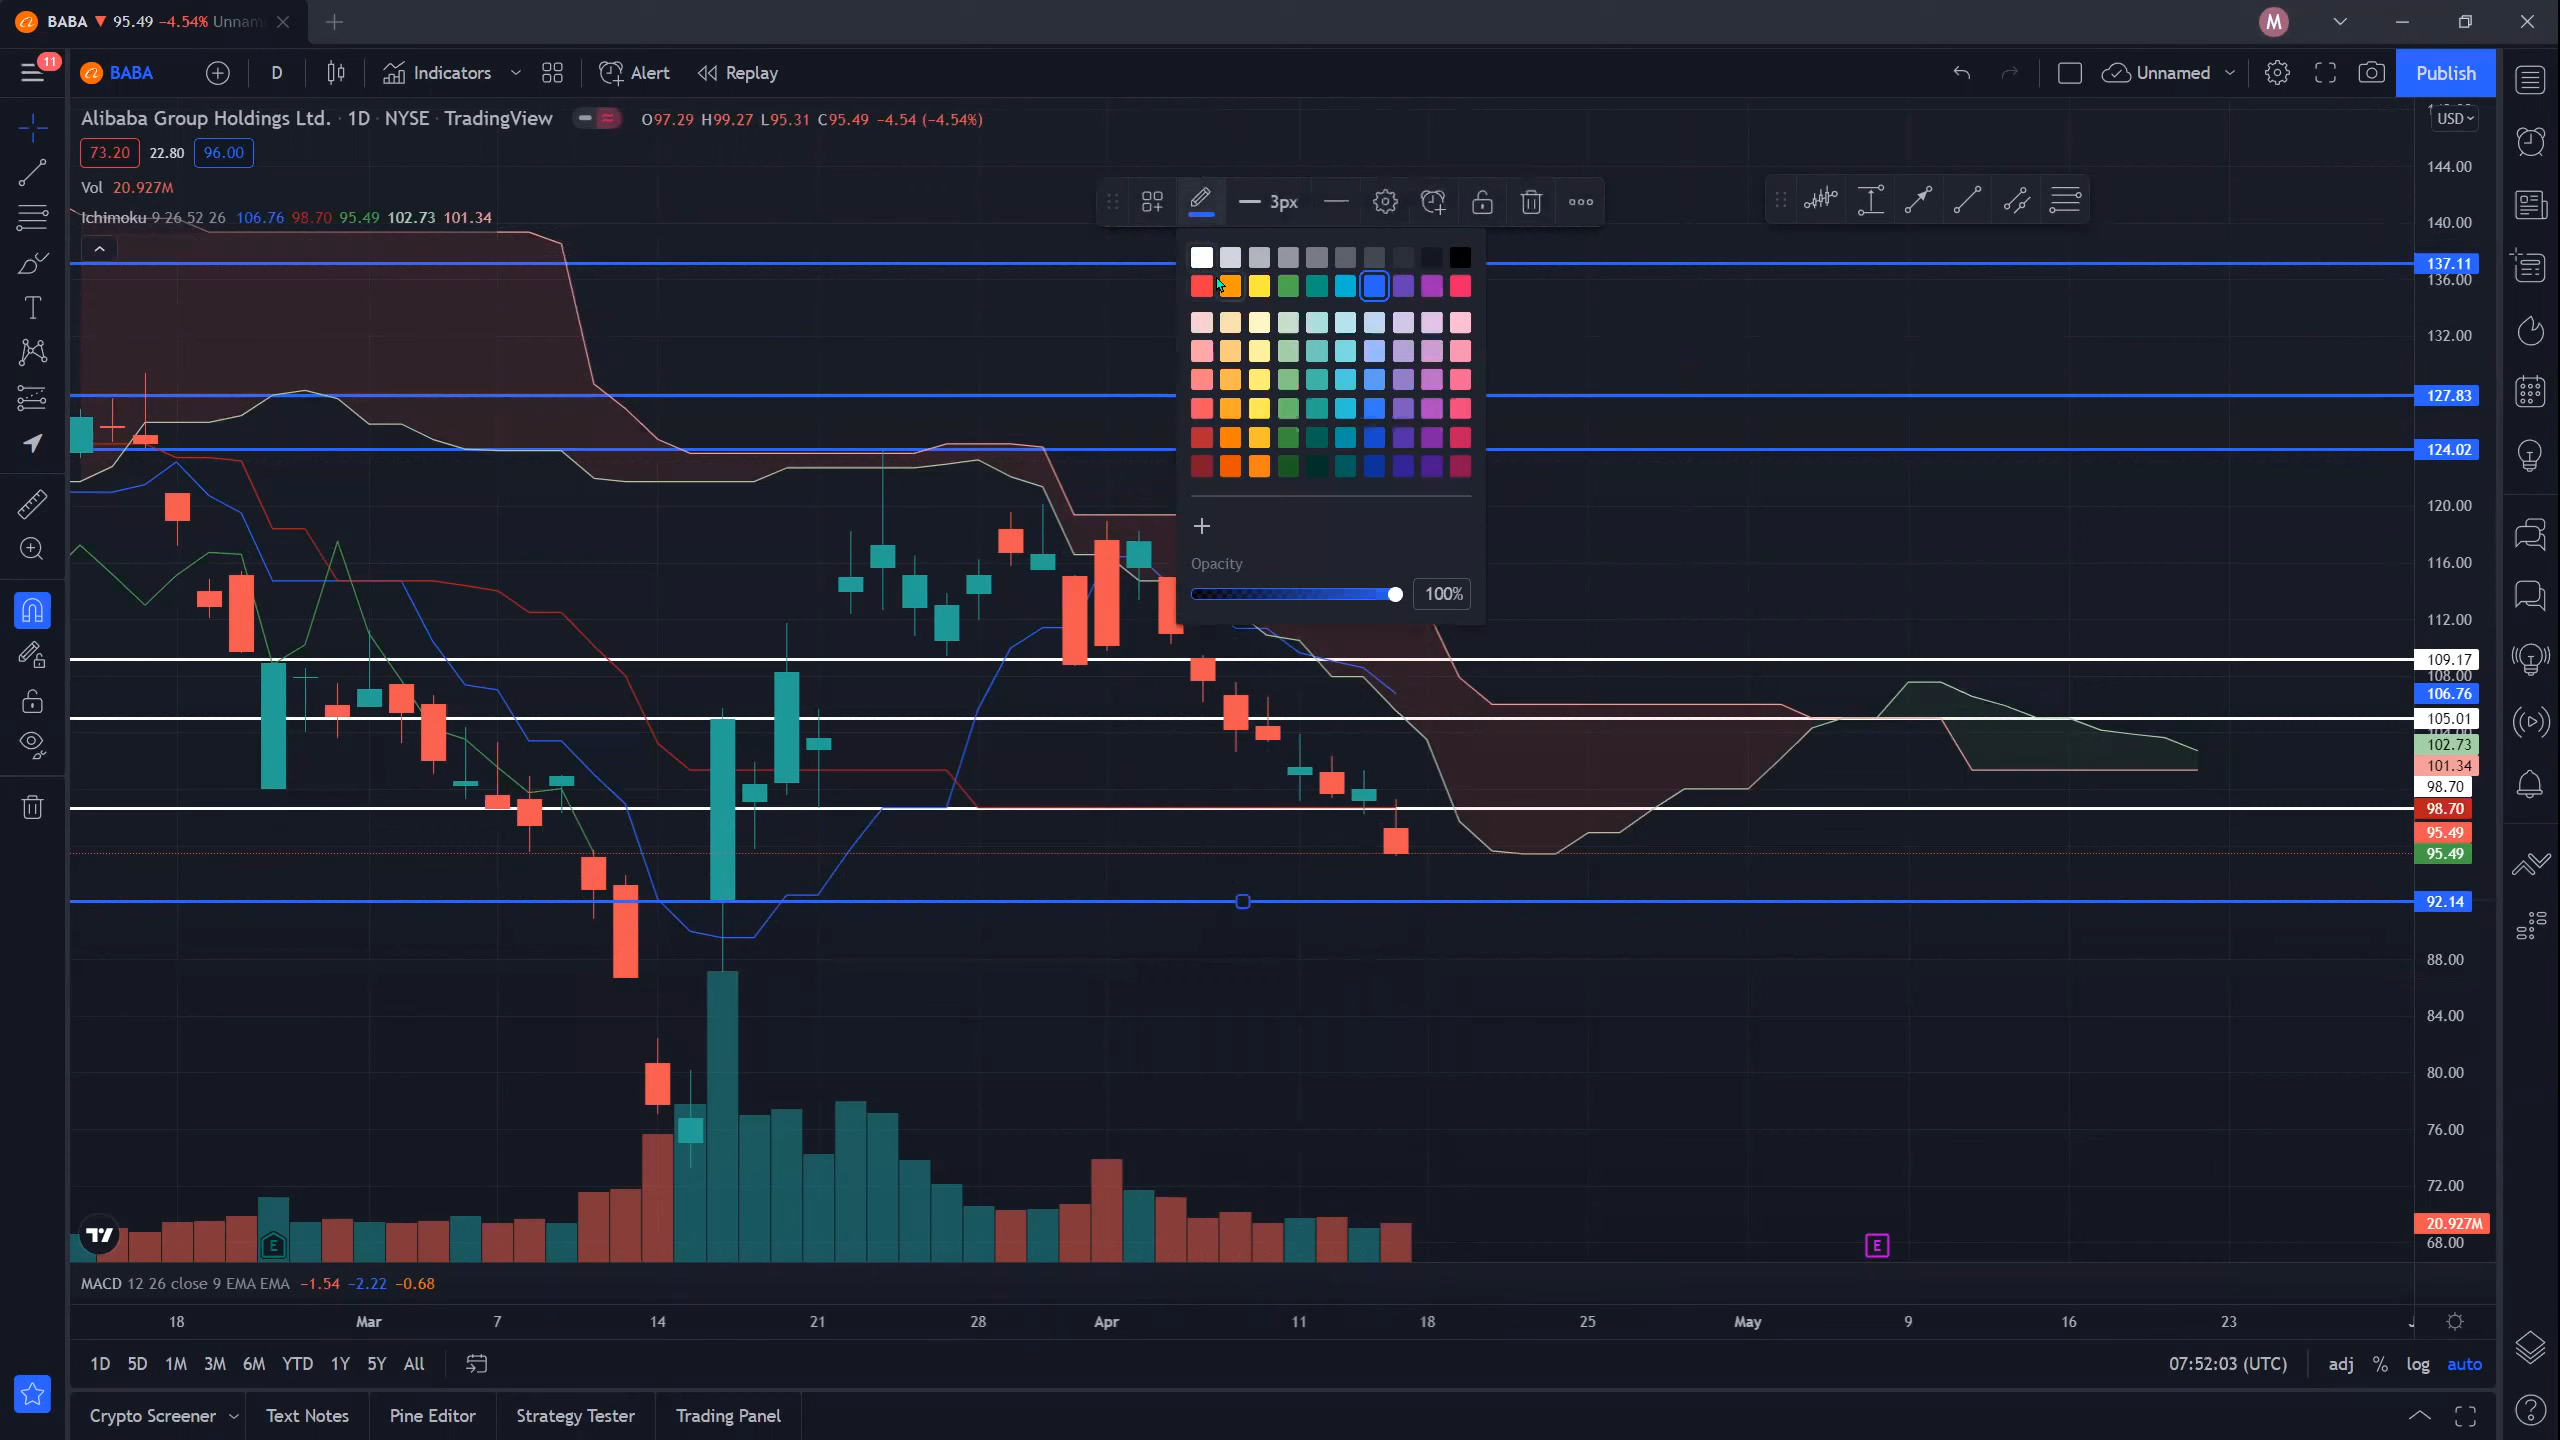 BABA ▼ 95.49 −4.54% Unnam
M
11
BABA
D
Indicators
Alert
Replay
Unnamed
Publish
Alibaba Group Holdings Ltd. · 1D · NYSE · TradingView
O97.29 H99.27 L95.31 C95.49 −4.54 (−4.54%)
USD
73.20 22.80 96.00
Vol 20.927M
Ichimoku 9 26 52 26 106.76 98.70 95.49 102.73 101.34
3px
Opacity
100%
144.00
140.00
137.11
136.00
132.00
127.83
124.02
120.00
116.00
112.00
109.17
108.00
106.76
105.01
102.73
101.34
98.70
98.70
95.49
95.49
92.14
88.00
84.00
80.00
76.00
72.00
20.927M
68.00
E
E
MACD 12 26 close 9 EMA EMA −1.54 −2.22 −0.68
18 Mar 7 14 21 28 Apr 11 18 25 May 9 16 23
1D 5D 1M 3M 6M YTD 1Y 5Y All
07:52:03 (UTC)
adj % log auto
Crypto Screener
Text Notes
Pine Editor
Strategy Tester
Trading Panel